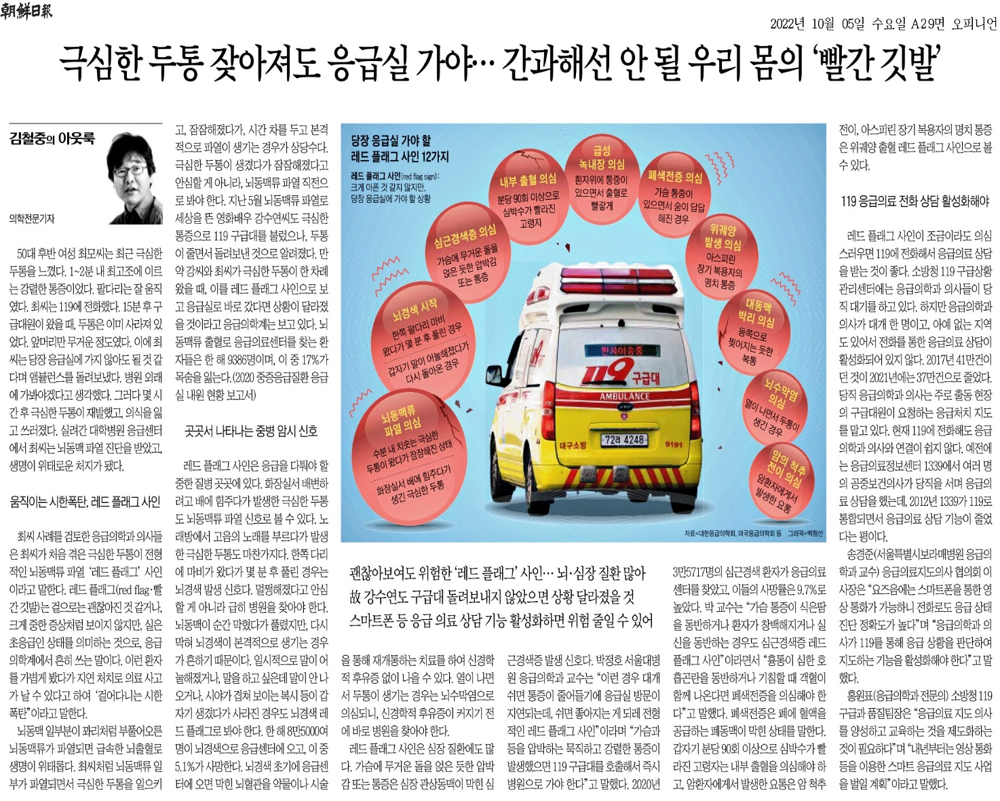 朝鮮日報
2022년 10월 05일 수요일 A29면 오피니언
극심한 두통 잦아져도 응급실 가야… 간과해선 안 될 우리 몸의 ‘빨간 깃발’
김철중의 아웃룩
의학전문기자
50대 후반 여성 최모씨는 최근 극심한
두통을 느꼈다. 1~2분 내 최고조에 이르
는 강렬한 통증이었다. 팔다리는 잘 움직
였다. 최씨는 119에 전화했다. 15분 후 구
급대원이 왔을 때, 두통은 이미 사라져 있
었다. 앞머리만 무거운 정도였다. 이에 최
씨는 당장 응급실에 가지 않아도 될 것 같
다며 앰뷸런스를 돌려보냈다. 병원 외래
에 가봐야겠다고 생각했다. 그러다 몇 시
간 후 극심한 두통이 재발했고, 의식을 잃
고 쓰러졌다. 실려간 대학병원 응급센터
에서 최씨는 뇌동맥 파열 진단을 받았고,
생명이 위태로운 처지가 됐다.
움직이는 시한폭탄, 레드 플래그 사인
최씨 사례를 검토한 응급의학과 의사들
은 최씨가 처음 겪은 극심한 두통이 전형
적인 뇌동맥류 파열 ‘레드 플래그’ 사인
이라고 말한다. 레드 플래그(red flag·빨
간 깃발)는 겉으로는 괜찮아진 것 같거나,
크게 중한 증상처럼 보이지 않지만, 실은
초응급인 상태를 의미하는 것으로, 응급
의학계에서 흔히 쓰는 말이다. 이런 환자
를 가볍게 봤다가 지연 처치로 의료 사고
가 날 수 있다고 하여 ‘걸어다니는 시한
폭탄”이라고 말한다.
뇌동맥 일부분이 꽈리처럼 부풀어오른
뇌동맥류가 파열되면 급속한 뇌출혈로
생명이 위태롭다. 최씨처럼 뇌동맥류 일
부가 파열되면서 극심한 두통을 일으키
고, 잠잠해졌다가, 시간 차를 두고 본격
적으로 파열이 생기는 경우가 상당수다.
극심한 두통이 생겼다가 잠잠해졌다고
안심할 게 아니라, 뇌동맥류 파열 직전으
로 봐야 한다. 지난 5월 뇌동맥류 파열로
세상을 뜬 영화배우 강수연씨도 극심한
통증으로 119 구급대를 불렀으나, 두통
이 줄면서 돌려보낸 것으로 알려졌다. 만
약 강씨와 최씨가 극심한 두통이 한 차례
왔을 때, 이를 레드 플래그 사인으로 보
고 응급실로 바로 갔다면 상황이 달라졌
을 것이라고 응급의학계는 보고 있다. 뇌
동맥류 출혈로 응급의료센터를 찾는 환
자들은 한 해 9386명이며, 이 중 17%가
목숨을 잃는다.(2020 중증응급질환 응급
실 내원 현황 보고서)
곳곳서 나타나는 중병 암시 신호
레드 플래그 사인은 응급을 다퉈야 할
중한 질병 곳곳에 있다. 화장실서 배변하
려고 배에 힘주다가 발생한 극심한 두통
도 뇌동맥류 파열 신호로 볼 수 있다. 노
래방에서 고음의 노래를 부르다가 발생
한 극심한 두통도 마찬가지다. 한쪽 다리
에 마비가 왔다가 몇 분 후 풀린 경우는
뇌경색 발생 신호다. 멀쩡해졌다고 안심
할 게 아니라 급히 병원을 찾아야 한다.
뇌동맥이 순간 막혔다가 풀렸지만, 다시
막혀 뇌경색이 본격적으로 생기는 경우
가 흔하기 때문이다. 일시적으로 말이 어
눌해졌거나, 말을 하고 싶은데 말이 안 나
오거나, 시야가 겹쳐 보이는 복시 등이 갑
자기 생겼다가 사라진 경우도 뇌경색 레
드 플래그로 봐야 한다. 한 해 8만5000여
명이 뇌경색으로 응급센터에 오고, 이 중
5.1%가 사망한다. 뇌경색 초기에 응급센
터에 오면 막힌 뇌혈관을 약물이나 시술
당장 응급실 가야 할
레드 플래그 사인 12가지
레드 플래그 사인(red flag sign):
크게 아픈 것 같지 않지만,
당장 응급실에 가야 할 상황
뇌동맥류
파열 의심
수분 내 치솟는 극심한
두통이 왔다가 잠잠해진 상태
화장실서 배에 힘주다가
생긴 극심한 두통
뇌경색 시작
한쪽 팔다리 마비
왔다가 몇 분 후 풀린 경우
갑자기 말이 어눌해졌다가
다시 돌아온 경우
심근경색증 의심
가슴에 무거운 돌을
얹은 듯한 압박감
또는 통증
내부 출혈 의심
분당 90회 이상으로
심박수가 빨라진
고령자
급성
녹내장 의심
흰자위에 통증이
있으면서 출혈로
빨갛게
폐색전증 의심
가슴 통증이
있으면서 숨이 답답
해진 경우
위궤양
발생 의심
아스피린
장기 복용자의
명치 통증
대동맥
박리 의심
등쪽으로
찢어지는 듯한
복통
뇌수막염
의심
열이 나면서 두통이
생긴 경우
암의 척추
전이 의심
암환자에게서
발생한 요통
환자이송중
119 구급대
AMBULANCE
대구소방
72러 4248
9191
자료=대한응급의학회, 미국응급의학회 등 그래픽=백형선
괜찮아보여도 위험한 ‘레드 플래그’ 사인… 뇌·심장 질환 많아
故 강수연도 구급대 돌려보내지 않았으면 상황 달라졌을 것
스마트폰 등 응급 의료 상담 기능 활성화하면 위험 줄일 수 있어
을 통해 재개통하는 치료를 하여 신경학
적 후유증 없이 나을 수 있다. 열이 나면
서 두통이 생기는 경우는 뇌수막염으로
의심되니, 신경학적 후유증이 커지기 전
에 바로 병원을 찾아야 한다.
레드 플래그 사인은 심장 질환에도 많
다. 가슴에 무거운 돌을 얹은 듯한 압박
감 또는 통증은 심장 관상동맥이 막힌 심
근경색증 발생 신호다. 박정호 서울대병
원 응급의학과 교수는 “이런 경우 대개
쉬면 통증이 줄어들기에 응급실 방문이
지연되는데, 쉬면 좋아지는 게 되레 전형
적인 레드 플래그 사인”이라며 “가슴과
등을 압박하는 묵직하고 강렬한 통증이
발생했으면 119 구급대를 호출해서 즉시
병원으로 가야 한다”고 말했다. 2020년
3만5717명의 심근경색 환자가 응급의료
센터를 찾았고, 이들의 사망률은 9.7%로
높았다. 박 교수는 “가슴 통증이 식은땀
을 동반하거나 환자가 창백해지거나 실
신을 동반하는 경우도 심근경색증 레드
플래그 사인”이라면서 “흉통이 심한 호
흡곤란을 동반하거나 기침할 때 객혈이
함께 나온다면 폐색전증을 의심해야 한
다”고 말했다. 폐색전증은 폐에 혈액을
공급하는 폐동맥이 막힌 상태를 말한다.
갑자기 분당 90회 이상으로 심박수가 빨
라진 고령자는 내부 출혈을 의심해야 하
고, 암환자에게서 발생한 요통은 암 척추
전이, 아스피린 장기 복용자의 명치 통증
은 위궤양 출혈 레드 플래그 사인으로 볼
수 있다.
119 응급의료 전화 상담 활성화해야
레드 플래그 사인이 조금이라도 의심
스러우면 119에 전화해서 응급의료 상담
을 받는 것이 좋다. 소방청 119 구급상황
관리센터에는 응급의학과 의사들이 당
직 대기를 하고 있다. 하지만 응급의학과
의사가 대개 한 명이고, 아예 없는 지역
도 있어서 전화를 통한 응급의료 상담이
활성화되어 있지 않다. 2017년 41만건이
던 것이 2021년에는 37만건으로 줄었다.
당직 응급의학과 의사는 주로 출동 현장
의 구급대원이 요청하는 응급처치 지도
를 맡고 있다. 현재 119에 전화해도 응급
의학과 의사와 연결이 쉽지 않다. 예전에
는 응급의료정보센터 1339에서 여러 명
의 공중보건의사가 당직을 서며 응급의
료 상담을 했는데, 2012년 1339가 119로
통합되면서 응급의료 상담 기능이 줄었
다는 평이다.
송경준(서울특별시보라매병원 응급의
학과 교수) 응급의료지도의사 협의회 이
사장은 “요즈음에는 스마트폰을 통한 영
상 통화가 가능하니 전화로도 응급 상태
진단 정확도가 높다”며 “응급의학과 의
사가 119를 통해 응급 상황을 판단하여
지도하는 기능을 활성화해야 한다”고 말
했다.
홍원표(응급의학과 전문의) 소방청 119
구급과 품질팀장은 “응급의료 지도 의사
를 양성하고 교육하는 것을 제도화하는
것이 필요하다”며 “내년부터는 영상 통화
등을 이용한 스마트 응급의료 지도 사업
을 벌일 계획”이라고 말했다.